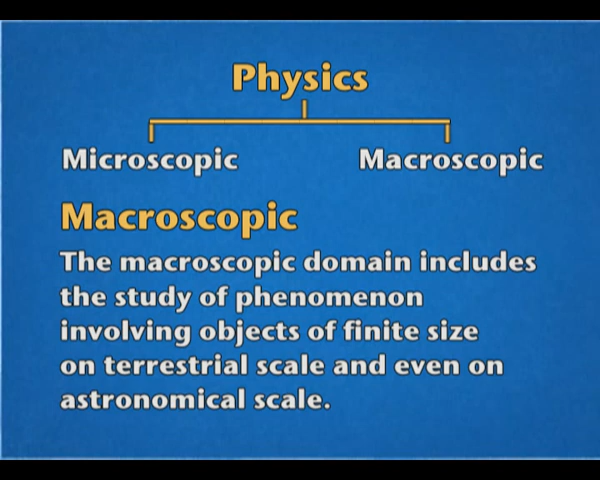 Physics
Microscopic Macroscopic
Macroscopic
The macroscopic domain includes
the study of phenomenon
involving objects of finite size
on terrestrial scale and even on
astronomical scale.